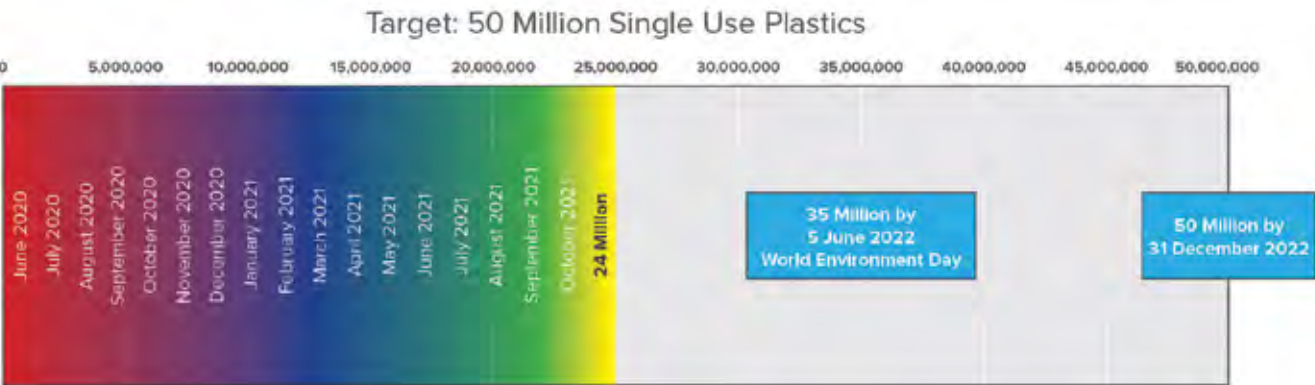 Target: 50 Million Single Use Plastics
0 5,000,000 10,000,000 15,000,000 20,000,000 25,000,000 30,000,000 35,000,000 40,000,000 45,000,000 50,000,000
June 2020
July 2020
August 2020
September 2020
October 2020
November 2020
December 2020
January 2021
February 2021
March 2021
April 2021
May 2021
June 2021
July 2021
August 2021
September 2021
October 2021
24 Million
35 Million by
5 June 2022
World Environment Day
50 Million by
31 December 2022